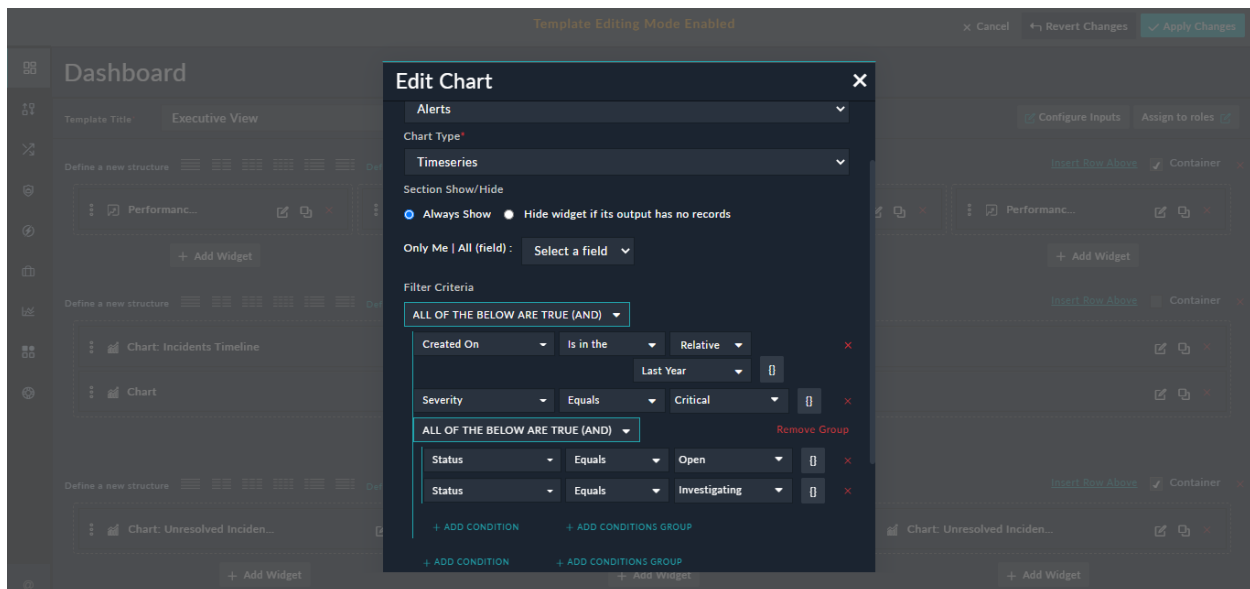 Template Editing Mode Enabled
Cancel
Revert Changes
Apply Changes
Dashboard
Template Title
Executive View
Configure Inputs
Assign to roles
Define a new structure
Insert Row Above
Container
Performanc...
Performanc...
+ Add Widget
+ Add Widget
Define a new structure
Insert Row Above
Container
Chart: Incidents Timeline
Chart
Define a new structure
Insert Row Above
Container
Chart: Unresolved Inciden...
Chart: Unresolved Inciden...
+ Add Widget
+ Add Widget
+ Add Widget
Edit Chart
Alerts
Chart Type*
Timeseries
Section Show/Hide
Always Show
Hide widget if its output has no records
Only Me | All (field) :
Select a field
Filter Criteria
ALL OF THE BELOW ARE TRUE (AND)
Created On
Is in the
Relative
Last Year
{}
Severity
Equals
Critical
{}
ALL OF THE BELOW ARE TRUE (AND)
Remove Group
Status
Equals
Open
{}
Status
Equals
Investigating
{}
+ ADD CONDITION
+ ADD CONDITIONS GROUP
+ ADD CONDITION
+ ADD CONDITIONS GROUP